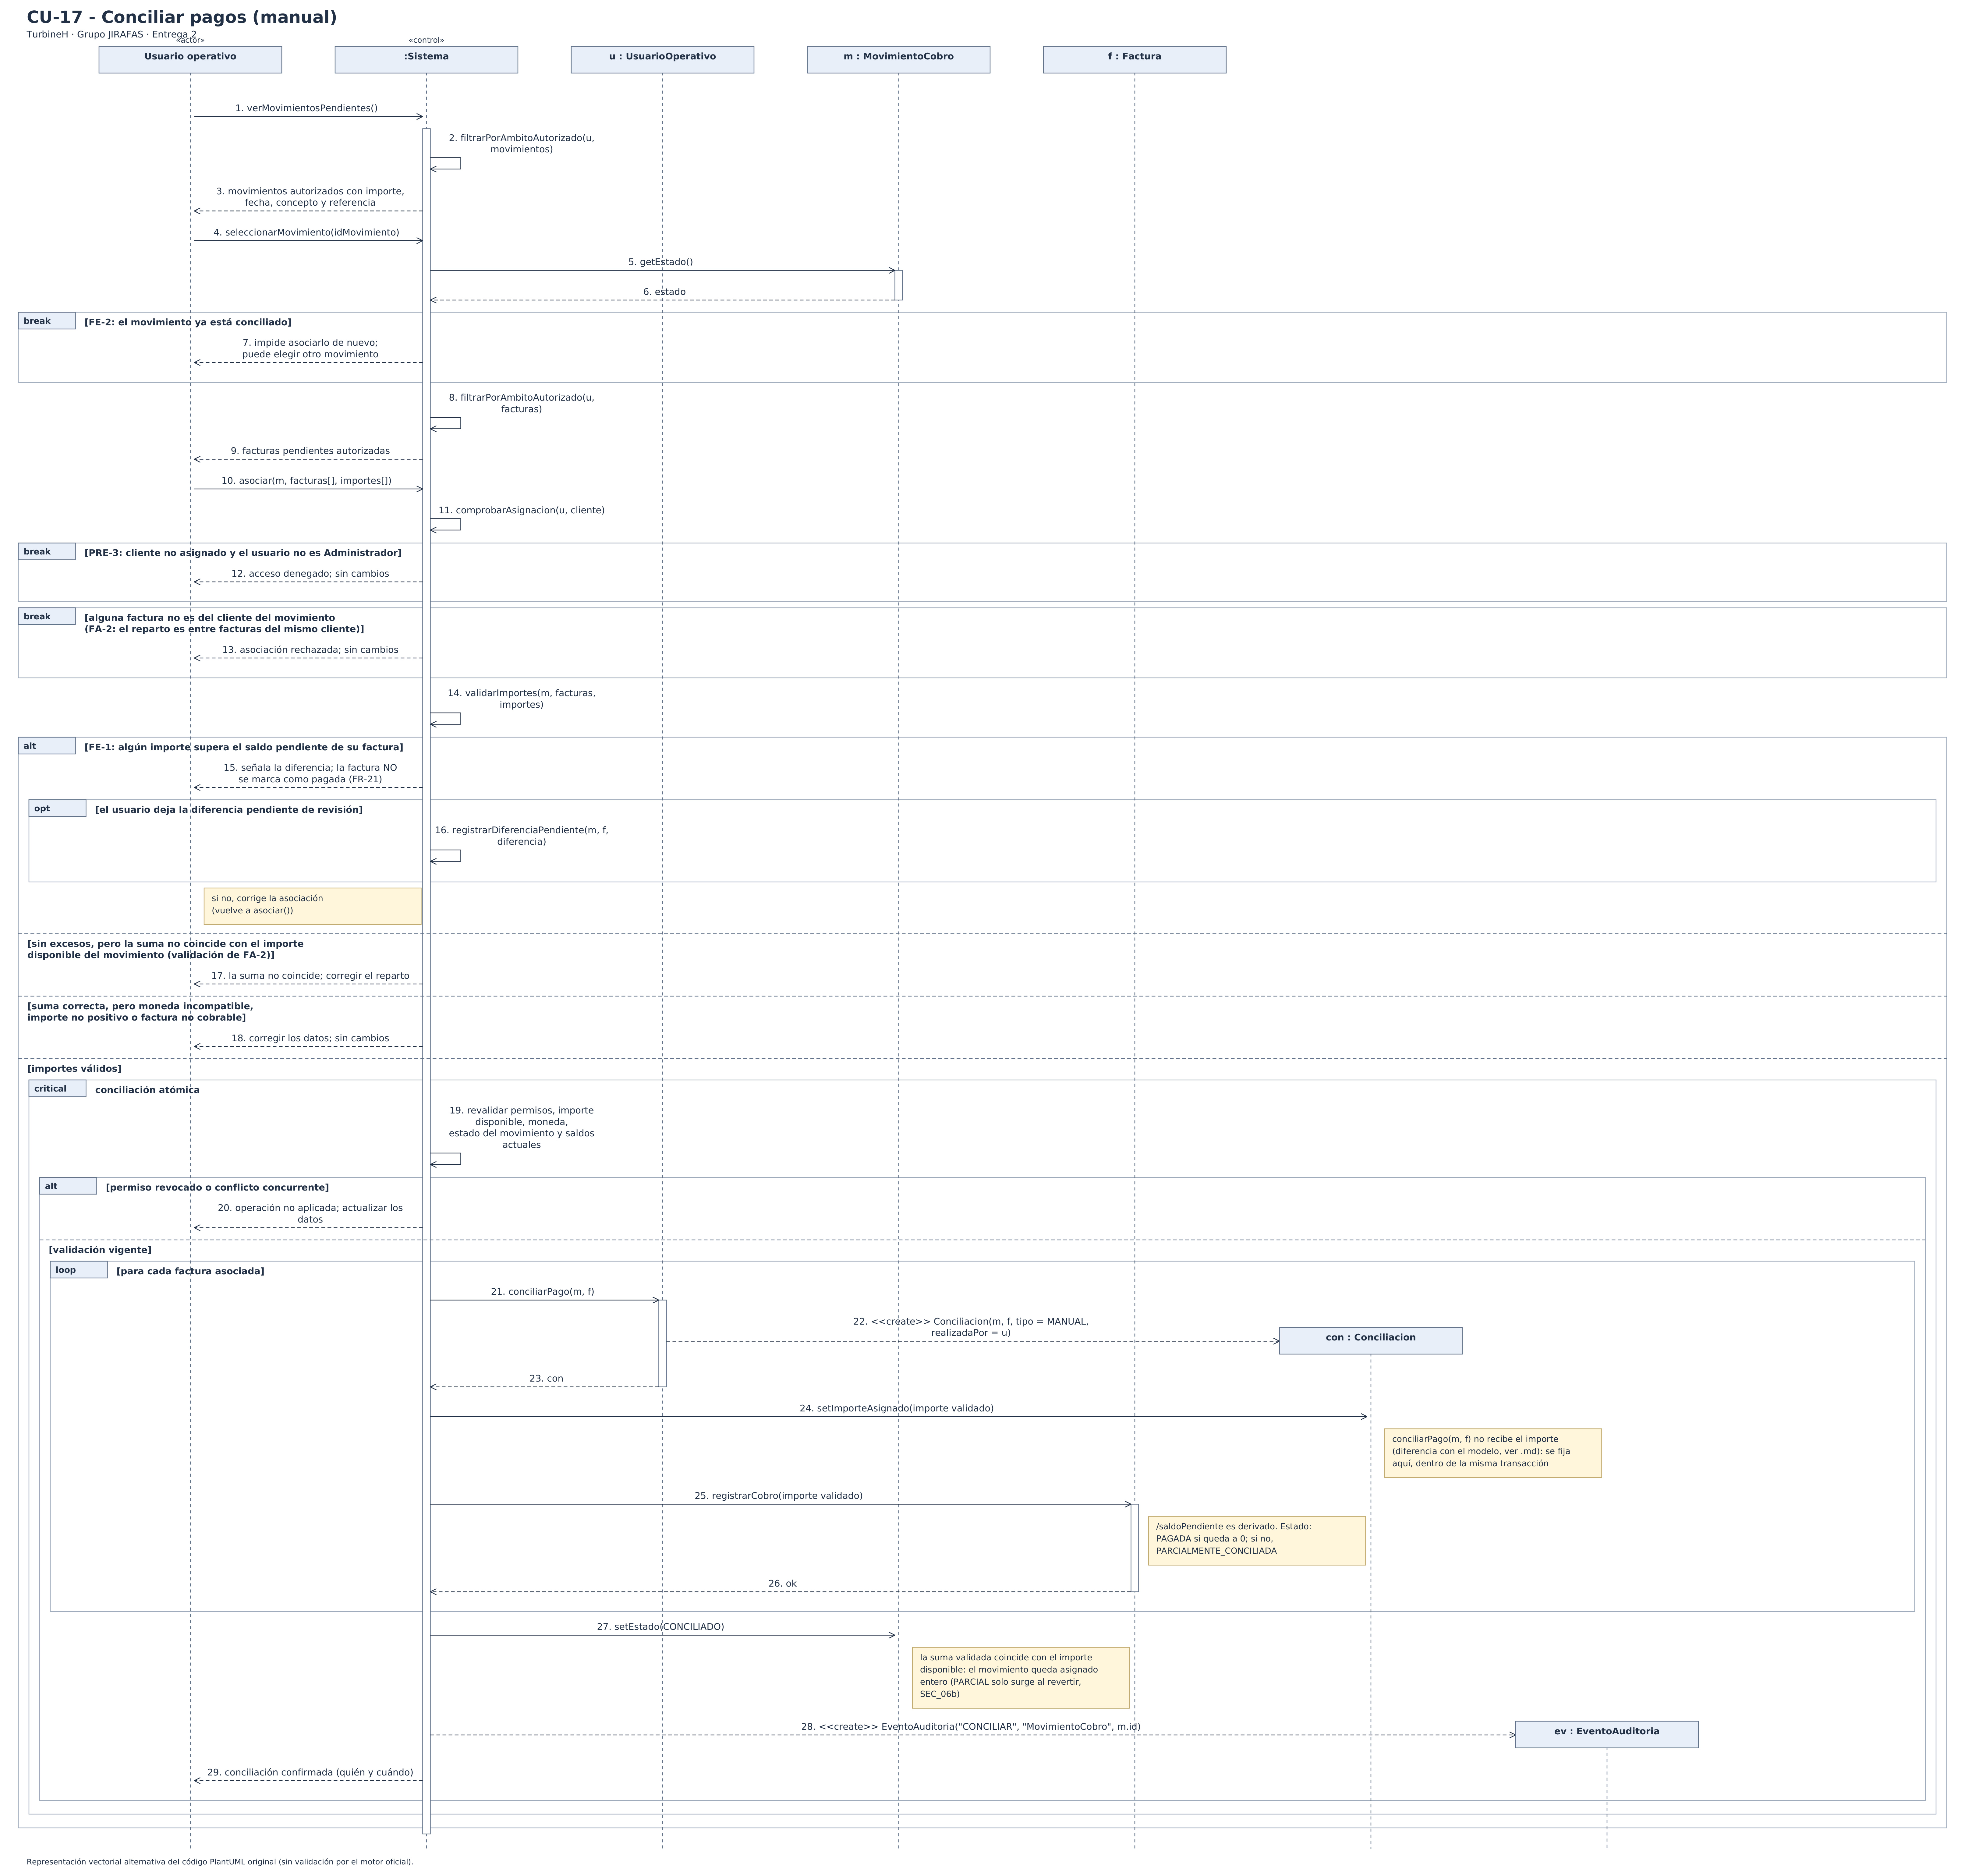 CU-17 - Conciliar pagos (manual)
TurbineH · Grupo JIRAFAS · Entrega 2
«actor»
«control»
Usuario operativo
:Sistema
u : UsuarioOperativo
m : MovimientoCobro
f : Factura
1. verMovimientosPendientes()
2. filtrarPorAmbitoAutorizado(u,
movimientos)
3. movimientos autorizados con importe,
fecha, concepto y referencia
4. seleccionarMovimiento(idMovimiento)
5. getEstado()
6. estado
break
[FE-2: el movimiento ya está conciliado]
7. impide asociarlo de nuevo;
puede elegir otro movimiento
8. filtrarPorAmbitoAutorizado(u,
facturas)
9. facturas pendientes autorizadas
10. asociar(m, facturas[], importes[])
11. comprobarAsignacion(u, cliente)
break
[PRE-3: cliente no asignado y el usuario no es Administrador]
12. acceso denegado; sin cambios
break
[alguna factura no es del cliente del movimiento
(FA-2: el reparto es entre facturas del mismo cliente)]
13. asociación rechazada; sin cambios
14. validarImportes(m, facturas,
importes)
alt
[FE-1: algún importe supera el saldo pendiente de su factura]
15. señala la diferencia; la factura NO
se marca como pagada (FR-21)
opt
[el usuario deja la diferencia pendiente de revisión]
16. registrarDiferenciaPendiente(m, f,
diferencia)
si no, corrige la asociación
(vuelve a asociar())
[sin excesos, pero la suma no coincide con el importe
disponible del movimiento (validación de FA-2)]
17. la suma no coincide; corregir el reparto
[suma correcta, pero moneda incompatible,
importe no positivo o factura no cobrable]
18. corregir los datos; sin cambios
[importes válidos]
critical
conciliación atómica
19. revalidar permisos, importe
disponible, moneda,
estado del movimiento y saldos
actuales
alt
[permiso revocado o conflicto concurrente]
20. operación no aplicada; actualizar los
datos
[validación vigente]
loop
[para cada factura asociada]
21. conciliarPago(m, f)
22. <<create>> Conciliacion(m, f, tipo = MANUAL,
realizadaPor = u)
con : Conciliacion
23. con
24. setImporteAsignado(importe validado)
conciliarPago(m, f) no recibe el importe
(diferencia con el modelo, ver .md): se fija
aquí, dentro de la misma transacción
25. registrarCobro(importe validado)
/saldoPendiente es derivado. Estado:
PAGADA si queda a 0; si no,
PARCIALMENTE_CONCILIADA
26. ok
27. setEstado(CONCILIADO)
la suma validada coincide con el importe
disponible: el movimiento queda asignado
entero (PARCIAL solo surge al revertir,
SEC_06b)
28. <<create>> EventoAuditoria("CONCILIAR", "MovimientoCobro", m.id)
ev : EventoAuditoria
29. conciliación confirmada (quién y cuándo)
Representación vectorial alternativa del código PlantUML original (sin validación por el motor oficial).